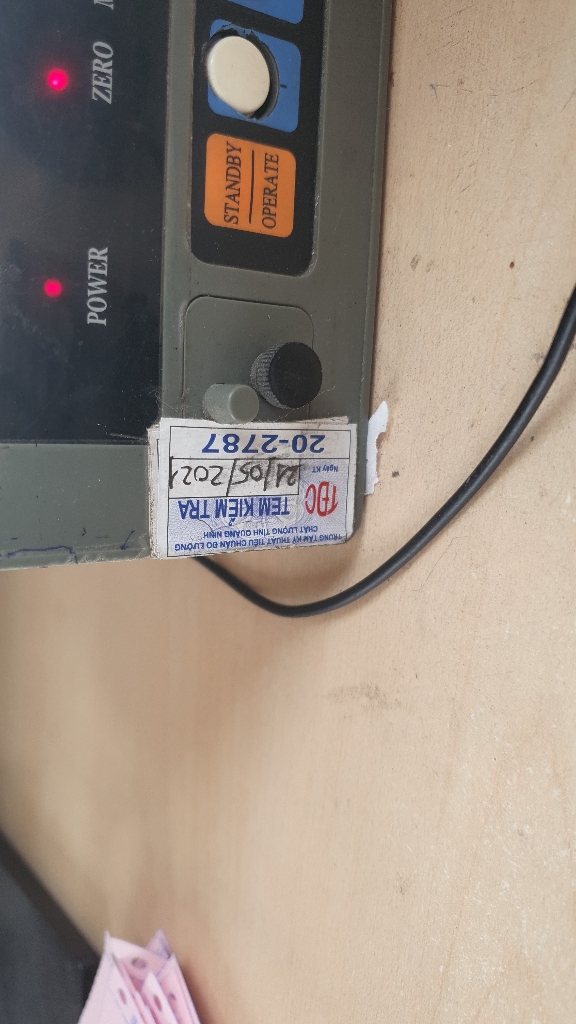 ZERO
POWER
STANDBY
OPERATE
TRUNG TÂM KỸ THUẬT TIÊU CHUẨN ĐO LƯỜNG
CHẤT LƯỢNG TỈNH QUẢNG NINH
TĐC TEM KIỂM TRA
Ngày KT 21/05/2021
20-2787